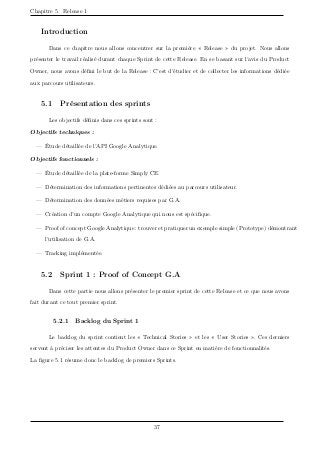 Chapitre 5. Release 1
Introduction
Dans ce chapitre nous allons concentrer sur la première « Release » du projet. Nous allons
présenter le travail réalisé durant chaque Sprint de cette Release. En se basant sur l'avis du Product
Owner, nous avons défini le but de la Release : C'est d'étudier et de collecter les informations dédiée
aux parcours utilisateurs.
5.1 Présentation des sprints
Les objectifs définis dans ces sprints sont :
Objectifs techniques :
— Étude détaillée de l'API Google Analytique.
Objectifs fonctionnels :
— Étude détaillée de la plate-forme Simply CE.
— Détermination des informations pertinentes dédiées au parcours utilisateur.
— Détermination des données métiers requises par G.A.
— Création d'un compte Google Analytique qui nous est spécifique.
— Proof of concept Google Analytique : trouver et pratiquer un exemple simple (Prototype) démontrant
l'utilisation de G.A.
— Tracking implémentée.
5.2 Sprint 1 : Proof of Concept G.A
Dans cette partie nous allons présenter le premier sprint de cette Release et ce que nous avons
fait durant ce tout premier sprint.
5.2.1 Backlog du Sprint 1
Le backlog du sprint contient les « Technical Stories » et les « User Stories ». Ces derniers
servent à préciser les attentes du Product Owner dans ce Sprint en matière de fonctionnalités.
La figure 5.1 résume donc le backlog de premiers Sprints.
37